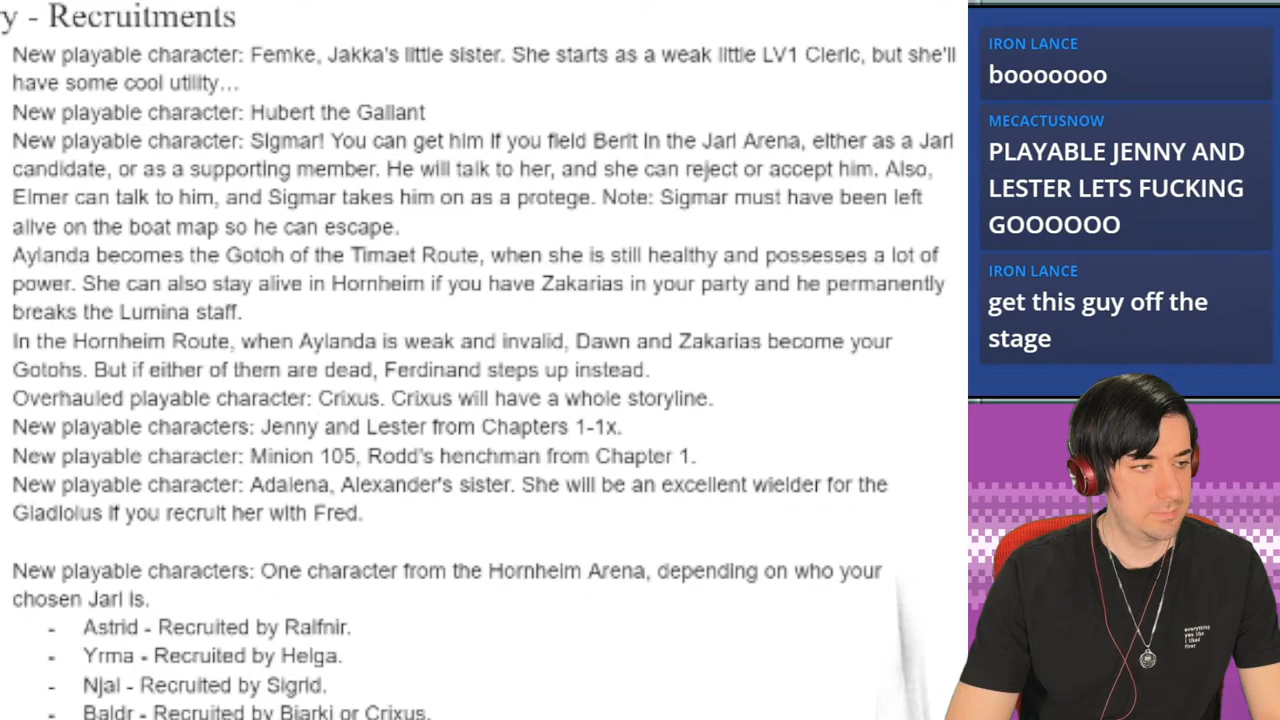 y - Recruitments
New playable character: Femke, Jakka's little sister. She starts as a weak little LV1 Cleric, but she'll
have some cool utility…
New playable character: Hubert the Gallant
New playable character: Sigmar! You can get him if you field Berit in the Jarl Arena, either as a Jarl
candidate, or as a supporting member. He will talk to her, and she can reject or accept him. Also,
Elmer can talk to him, and Sigmar takes him on as a protege. Note: Sigmar must have been left
alive on the boat map so he can escape.
Aylanda becomes the Gotoh of the Timaet Route, when she is still healthy and possesses a lot of
power. She can also stay alive in Hornheim if you have Zakarias in your party and he permanently
breaks the Lumina staff.
In the Hornheim Route, when Aylanda is weak and invalid, Dawn and Zakarias become your
Gotohs. But if either of them are dead, Ferdinand steps up instead.
Overhauled playable character: Crixus. Crixus will have a whole storyline.
New playable characters: Jenny and Lester from Chapters 1-1x.
New playable character: Minion 105, Rodd's henchman from Chapter 1.
New playable character: Adalena, Alexander's sister. She will be an excellent wielder for the
Gladiolus if you recruit her with Fred.
New playable characters: One character from the Hornheim Arena, depending on who your
chosen Jarl is.
- Astrid - Recruited by Ralfnir.
- Yrma - Recruited by Helga.
- Njal - Recruited by Sigrid.
- Baldr - Recruited by Bjarki or Crixus.
IRON LANCE
booooooo
MECACTUSNOW
PLAYABLE JENNY AND
LESTER LETS FUCKING
GOOOOOO
IRON LANCE
get this guy off the
stage
everything
you like
i liked
first